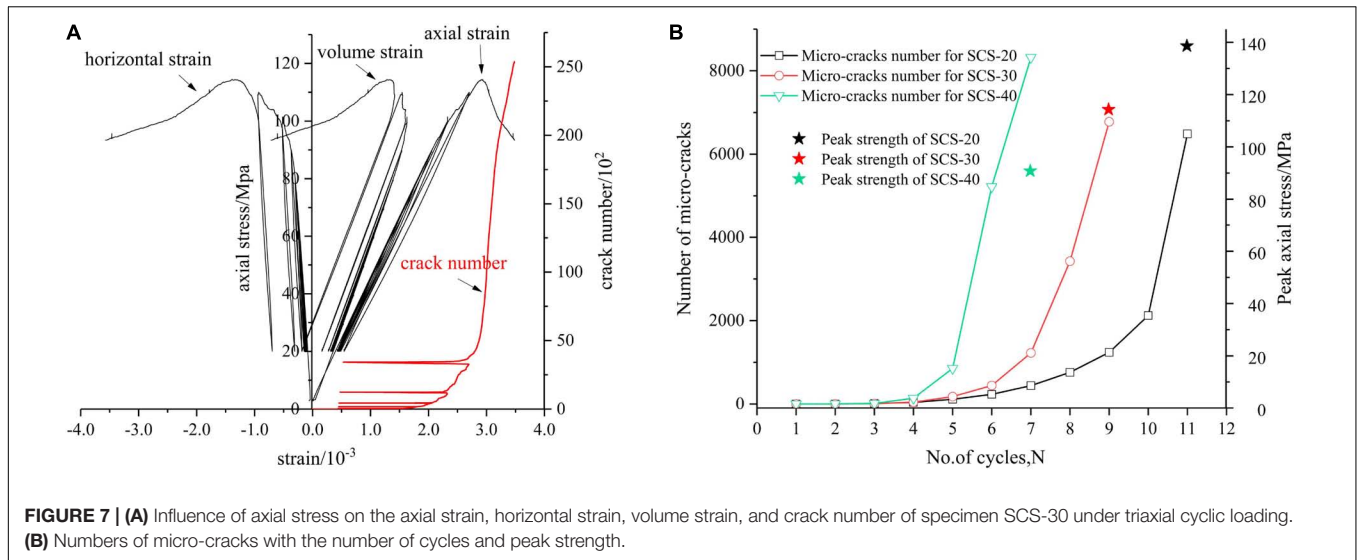 A
horizontal strain
volume strain
axial strain
crack number
axial stress/Mpa
0
20
40
60
80
100
120
crack number/10²
0
50
100
150
200
250
-4.0 -3.0 -2.0 -1.0 0.0 1.0 2.0 3.0 4.0
strain/10⁻³
B
Micro-cracks number for SCS-20
Micro-cracks number for SCS-30
Micro-cracks number for SCS-40
Peak strength of SCS-20
Peak strength of SCS-30
Peak strength of SCS-40
Number of micro-cracks
0
2000
4000
6000
8000
Peak axial stress/MPa
0
20
40
60
80
100
120
140
0 1 2 3 4 5 6 7 8 9 10 11 12
No.of cycles,N
FIGURE 7 | (A) Influence of axial stress on the axial strain, horizontal strain, volume strain, and crack number of specimen SCS-30 under triaxial cyclic loading.
(B) Numbers of micro-cracks with the number of cycles and peak strength.